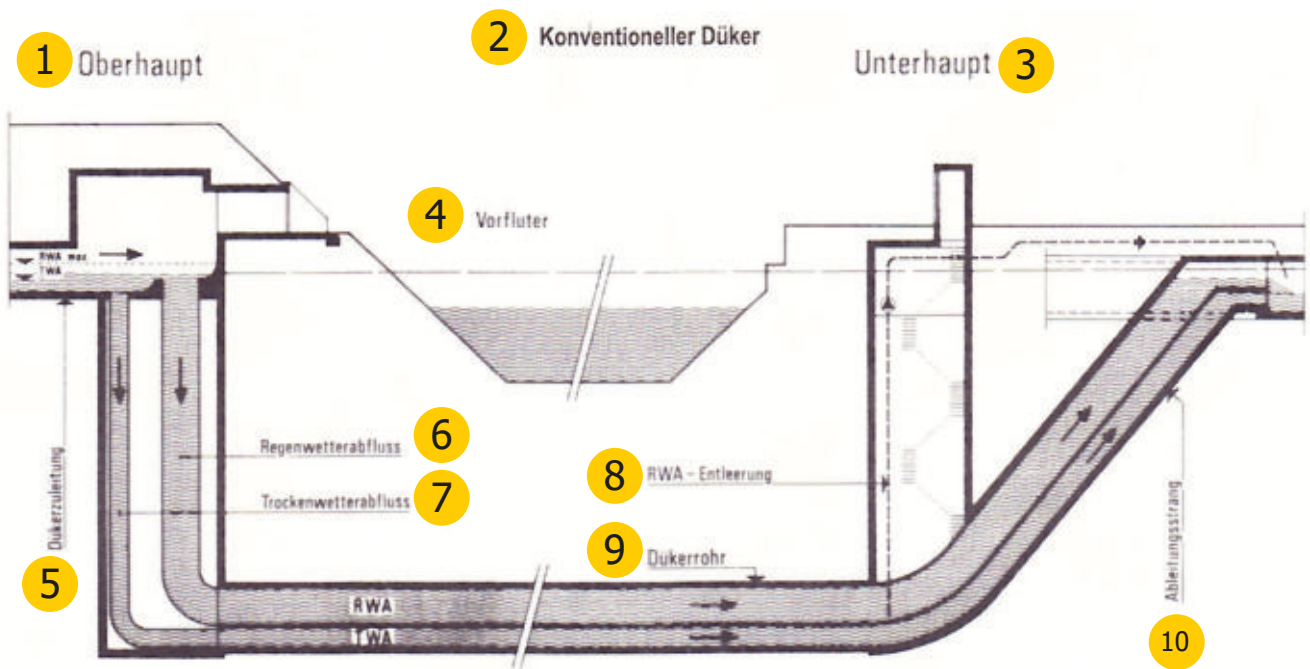 2 Konventioneller Düker
1 Oberhaupt
Unterhaupt 3
4 Vorfluter
RWA max
TWA
Regenwetterabfluss 6
Trockenwetterabfluss 7
8 RWA - Entleerung
9 Dükerrohr
Dükerzuleitung
5
Ableitungsstrang
10
RWA
TWA